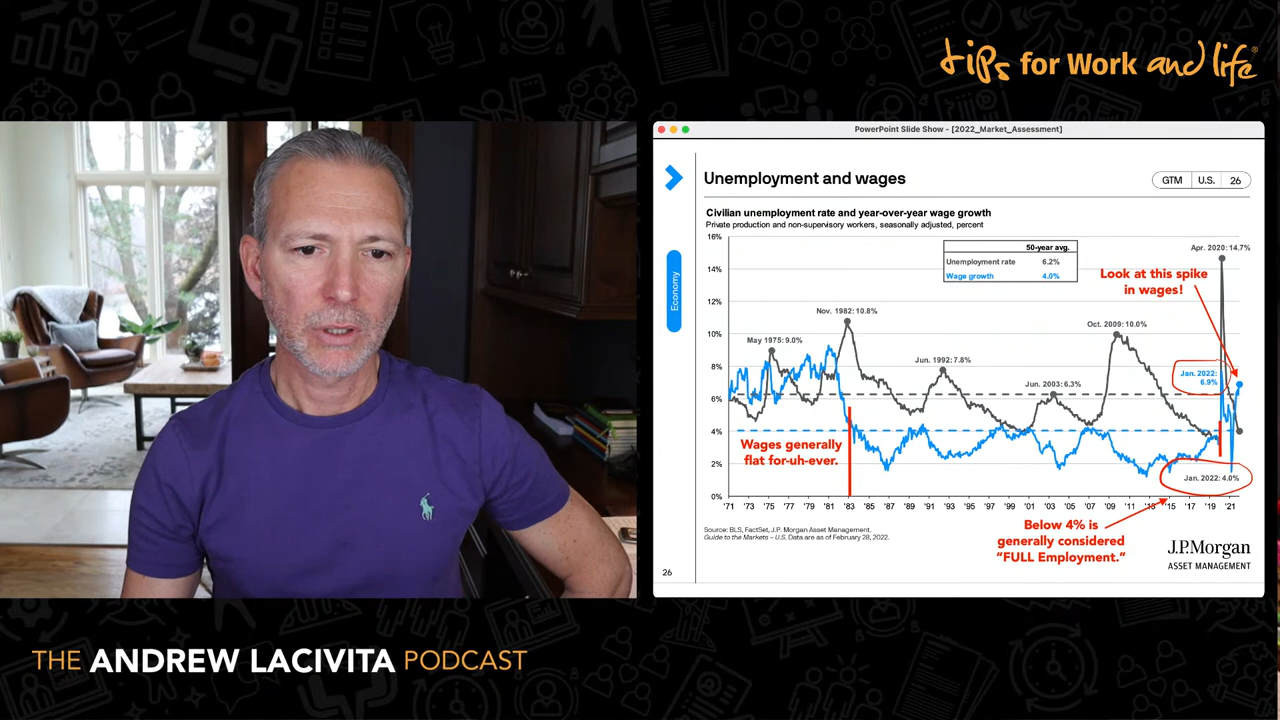 tips for Work and life®
PowerPoint Slide Show - [2022_Market_Assessment]
Unemployment and wages
GTM U.S. 26
Economy
Civilian unemployment rate and year-over-year wage growth
Private production and non-supervisory workers, seasonally adjusted, percent
50-year avg.
Unemployment rate 6.2%
Wage growth 4.0%
16%
14%
12%
10%
8%
6%
4%
2%
0%
May 1975: 9.0%
Nov. 1982: 10.8%
Jun. 1992: 7.8%
Jun. 2003: 6.3%
Oct. 2009: 10.0%
Apr. 2020: 14.7%
Look at this spike
in wages!
Jan. 2022:
6.9%
Wages generally
flat for-uh-ever.
Jan. 2022: 4.0%
'71 '73 '75 '77 '79 '81 '83 '85 '87 '89 '91 '93 '95 '97 '99 '01 '03 '05 '07 '09 '11 '13 '15 '17 '19 '21
Below 4% is
generally considered
“FULL Employment.”
Source: BLS, FactSet, J.P. Morgan Asset Management.
Guide to the Markets – U.S. Data are as of February 28, 2022.
J.P.Morgan
ASSET MANAGEMENT
26
THE ANDREW LACIVITA PODCAST